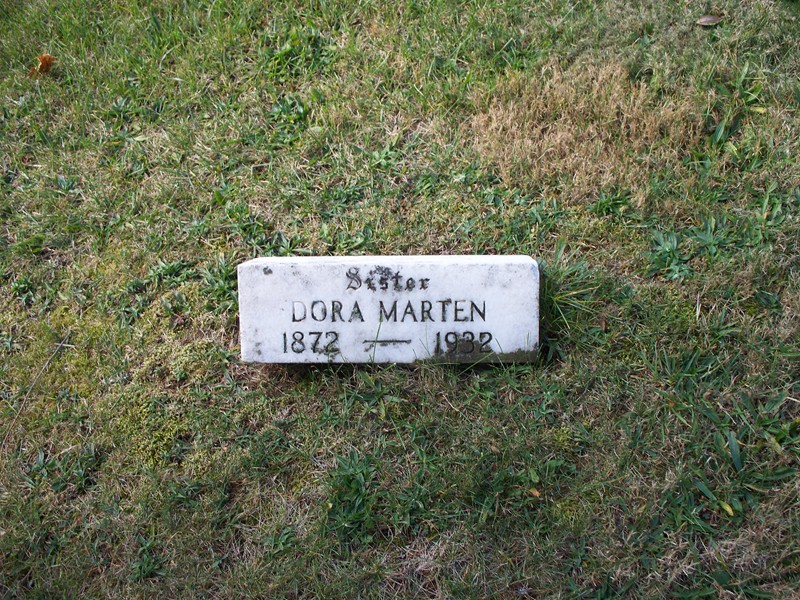 Sister
DORA MARTEN
1872 — 1932